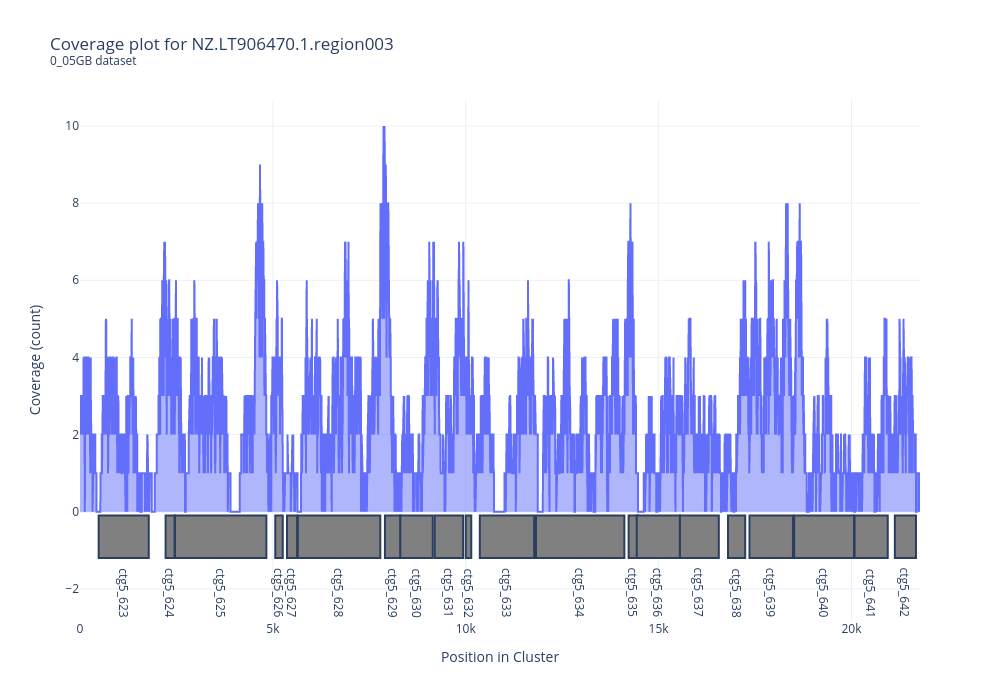 Coverage plot for NZ.LT906470.1.region003
0_05GB dataset
10
8
6
4
2
0
−2
Coverage (count)
ctg5_623
ctg5_624
ctg5_625
ctg5_626
ctg5_627
ctg5_628
ctg5_629
ctg5_630
ctg5_631
ctg5_632
ctg5_633
ctg5_634
ctg5_635
ctg5_636
ctg5_637
ctg5_638
ctg5_639
ctg5_640
ctg5_641
ctg5_642
0
5k
10k
15k
20k
Position in Cluster